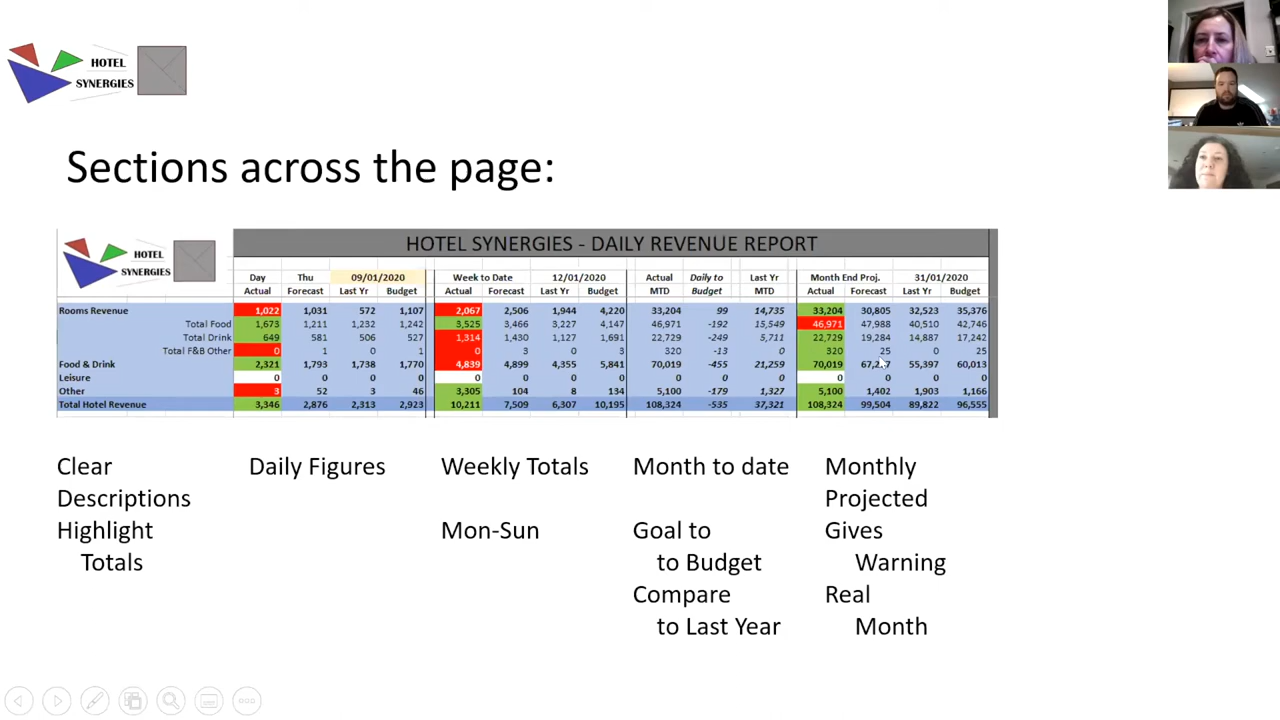 HOTEL
SYNERGIES
Sections across the page:
HOTEL
SYNERGIES
HOTEL SYNERGIES - DAILY REVENUE REPORT
Day Thu 09/01/2020 Week to Date 12/01/2020 Actual Daily to Last Yr Month End Proj. 31/01/2020
Actual Forecast Last Yr Budget Actual Forecast Last Yr Budget MTD Budget MTD Actual Forecast Last Yr Budget
Rooms Revenue 1,022 1,031 572 1,107 2,067 2,506 1,944 4,220 33,204 99 14,735 33,204 30,805 32,523 35,376
Total Food 1,673 1,211 1,232 1,242 3,525 3,466 3,227 4,147 46,971 -192 15,549 46,971 47,988 40,510 42,746
Total Drink 649 581 506 527 1,314 1,430 1,127 1,691 22,729 -249 5,711 22,729 19,284 14,887 17,242
Total F&B Other 0 1 0 1 0 3 0 3 320 -13 0 320 25 0 25
Food & Drink 2,321 1,793 1,738 1,770 4,839 4,899 4,355 5,841 70,019 -455 21,259 70,019 55,397 60,013
Leisure 0 0 0 0 0 0 0 0 0 0 0 0 0 0 0
Other 3 52 3 46 3,305 104 8 134 5,100 -179 1,327 5,100 1,402 1,903 1,166
Total Hotel Revenue 3,346 2,876 2,313 2,923 10,211 7,509 6,307 10,195 108,324 -535 37,321 108,324 99,504 89,822 96,555
Clear
Descriptions
Highlight
Totals
Daily Figures
Weekly Totals
Mon-Sun
Month to date
Goal to
to Budget
Compare
to Last Year
Monthly
Projected
Gives
Warning
Real
Month